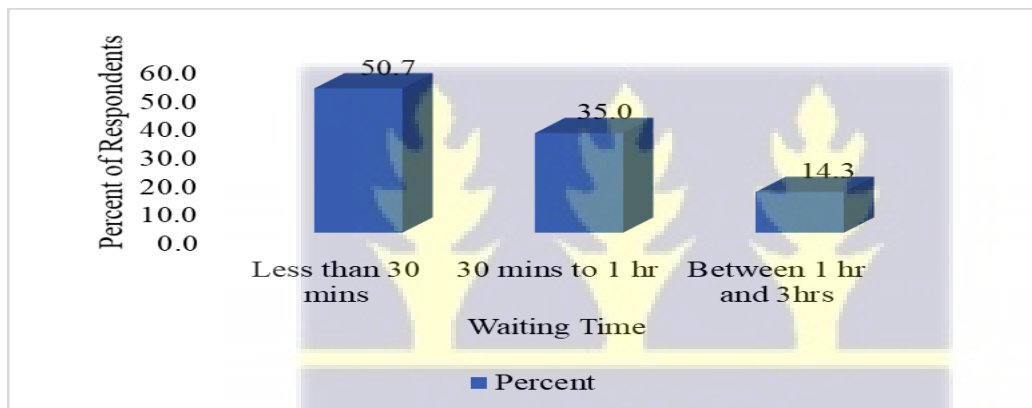 Percent of Respondents
60.0
50.0
40.0
30.0
20.0
10.0
0.0
50.7
35.0
14.3
Less than 30
mins
30 mins to 1 hr
Between 1 hr
and 3hrs
Waiting Time
Percent